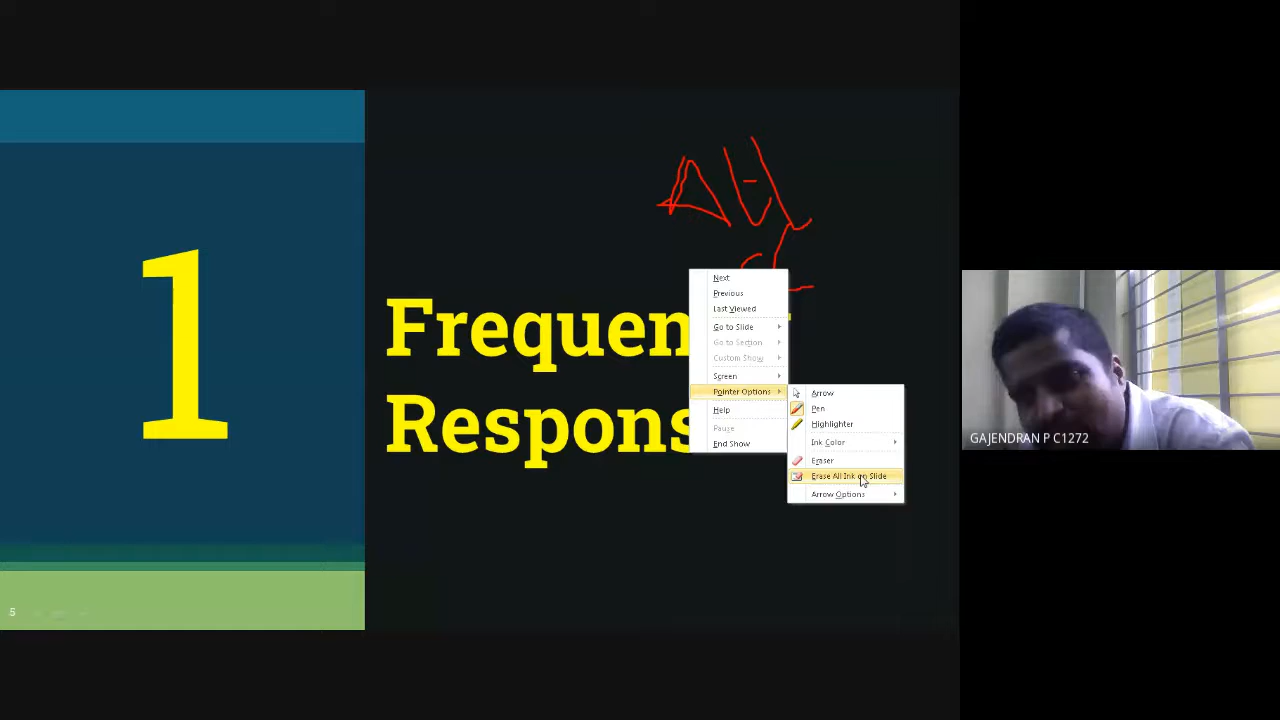 1
Frequen
Respons
Next
Previous
Last Viewed
Go to Slide
Go to Section
Custom Show
Screen
Pointer Options
Help
Pause
End Show
Arrow
Pen
Highlighter
Ink Color
Eraser
Erase All Ink on Slide
Arrow Options
GAJENDRAN P C1272
5